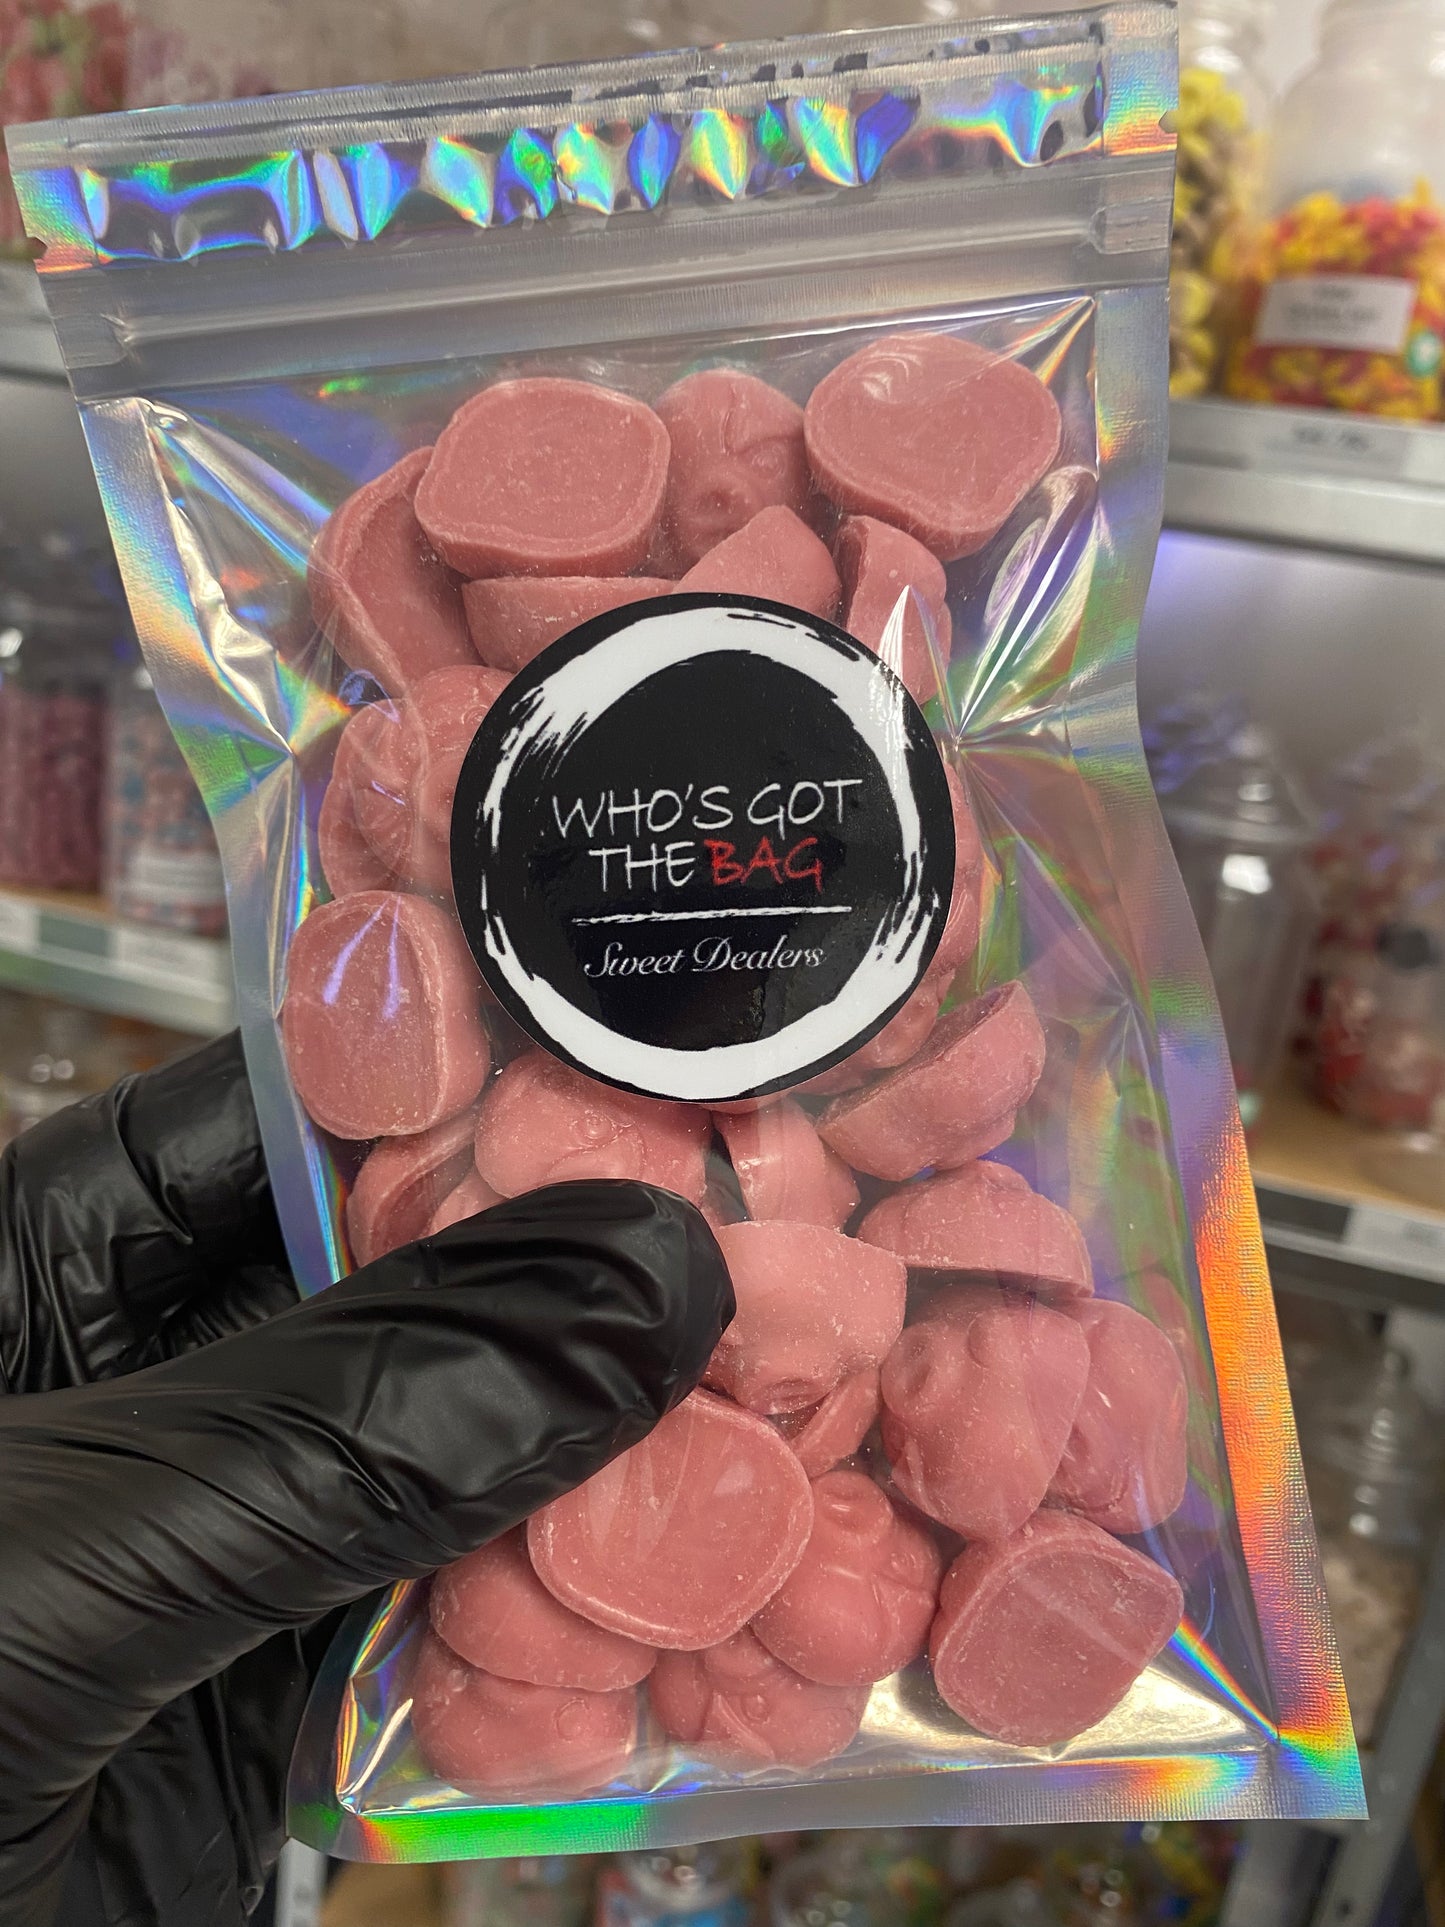 WHO'S GOT
THE BAG
Sweet Dealers